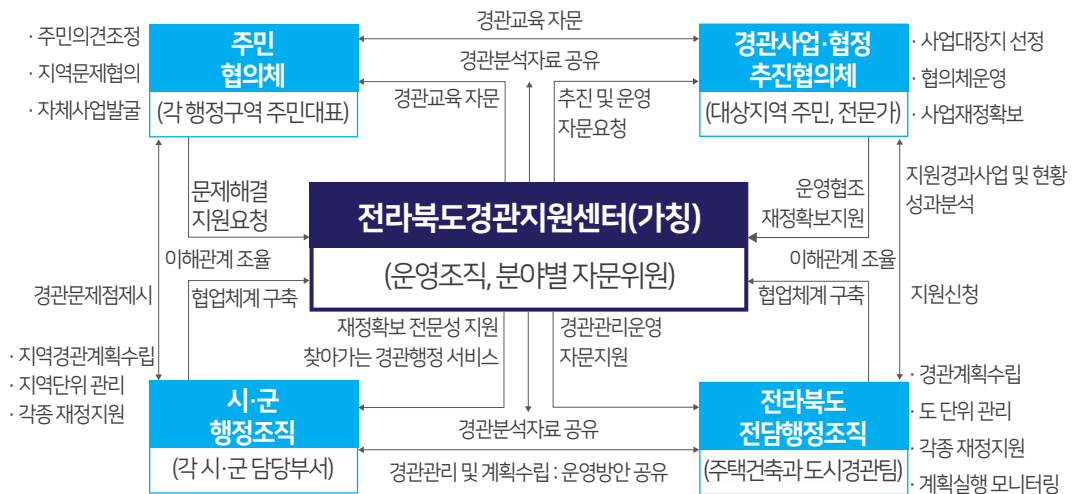 · 주민의견조정
· 지역문제협의
· 자체사업발굴
주민
협의체
(각 행정구역 주민대표)
경관교육 자문
경관분석자료 공유
경관교육 자문
추진 및 운영
자문요청
경관사업·협정
추진협의체
(대상지역 주민, 전문가)
· 사업대장지 선정
· 협의체운영
· 사업재정확보
문제해결
지원요청
이해관계 조율
협업체계 구축
경관문제점제시
전라북도경관지원센터(가칭)
(운영조직, 분야별 자문위원)
운영협조
재정확보지원
이해관계 조율
협업체계 구축
지원경과사업 및 현황
성과분석
지원신청
재정확보 전문성 지원
찾아가는 경관행정 서비스
경관관리운영
자문지원
· 지역경관계획수립
· 지역단위 관리
· 각종 재정지원
시·군
행정조직
(각 시·군 담당부서)
경관분석자료 공유
경관관리 및 계획수립 : 운영방안 공유
전라북도
전담행정조직
(주택건축과 도시경관팀)
· 경관계획수립
· 도 단위 관리
· 각종 재정지원
· 계획실행 모니터링